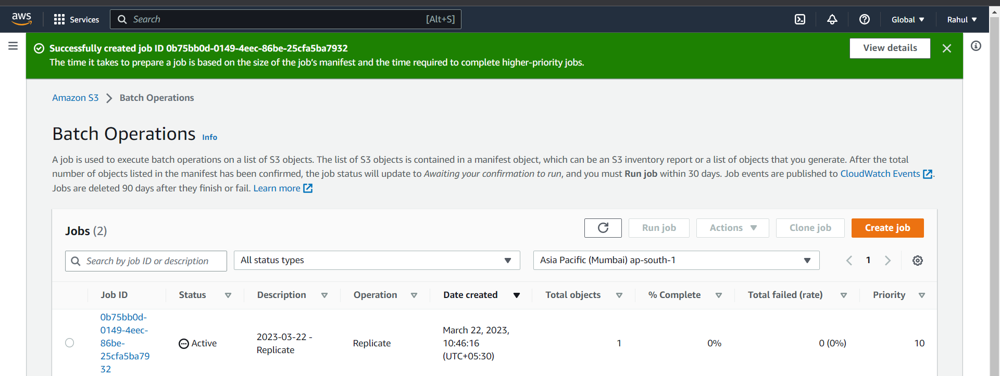 aws
Services
Search
[Alt+S]
Global
Rahul
Successfully created job ID 0b75bb0d-0149-4eec-86be-25cfa5ba7932
The time it takes to prepare a job is based on the size of the job's manifest and the time required to complete higher-priority jobs.
View details
Amazon S3 > Batch Operations
Batch Operations Info
A job is used to execute batch operations on a list of S3 objects. The list of S3 objects is contained in a manifest object, which can be an S3 inventory report or a list of objects that you generate. After the total
number of objects listed in the manifest has been confirmed, the job status will update to Awaiting your confirmation to run, and you must Run job within 30 days. Job events are published to CloudWatch Events.
Jobs are deleted 90 days after they finish or fail. Learn more
Jobs (2)
Run job
Actions
Clone job
Create job
Search by job ID or description
All status types
Asia Pacific (Mumbai) ap-south-1
1
Job ID
Status
Description
Operation
Date created
Total objects
% Complete
Total failed (rate)
Priority
0b75bb0d-
0149-4eec-
86be-
25cfa5ba79
32
Active
2023-03-22 -
Replicate
Replicate
March 22, 2023,
10:46:16
(UTC+05:30)
1
0%
0 (0%)
10